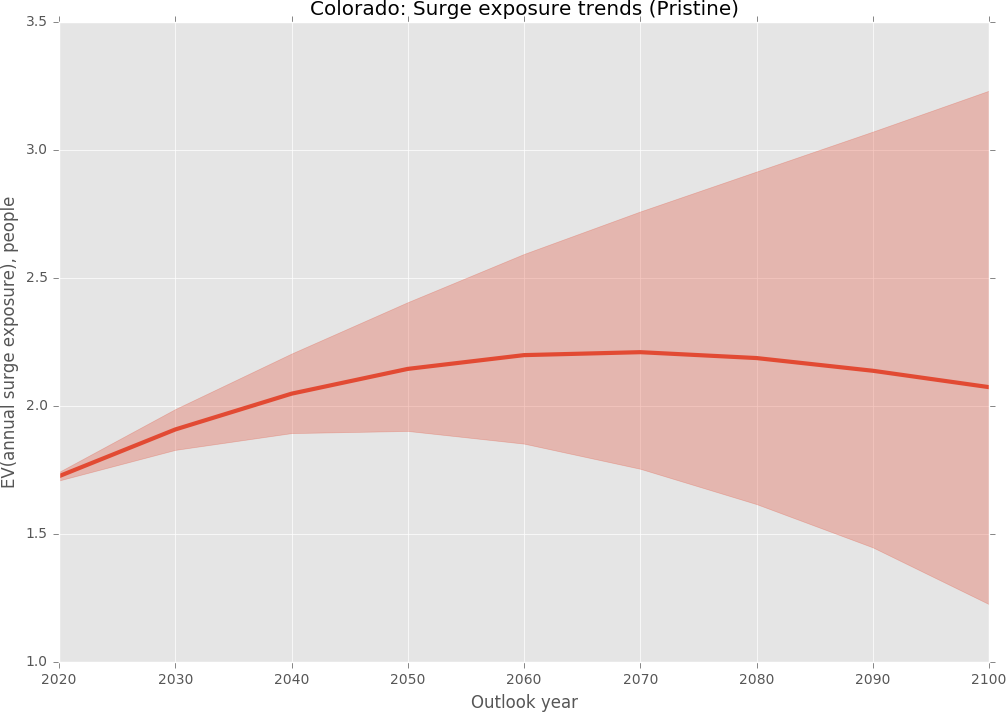 Colorado: Surge exposure trends (Pristine)
EV(annual surge exposure), people
3.5
3.0
2.5
2.0
1.5
1.0
2020 2030 2040 2050 2060 2070 2080 2090 2100
Outlook year